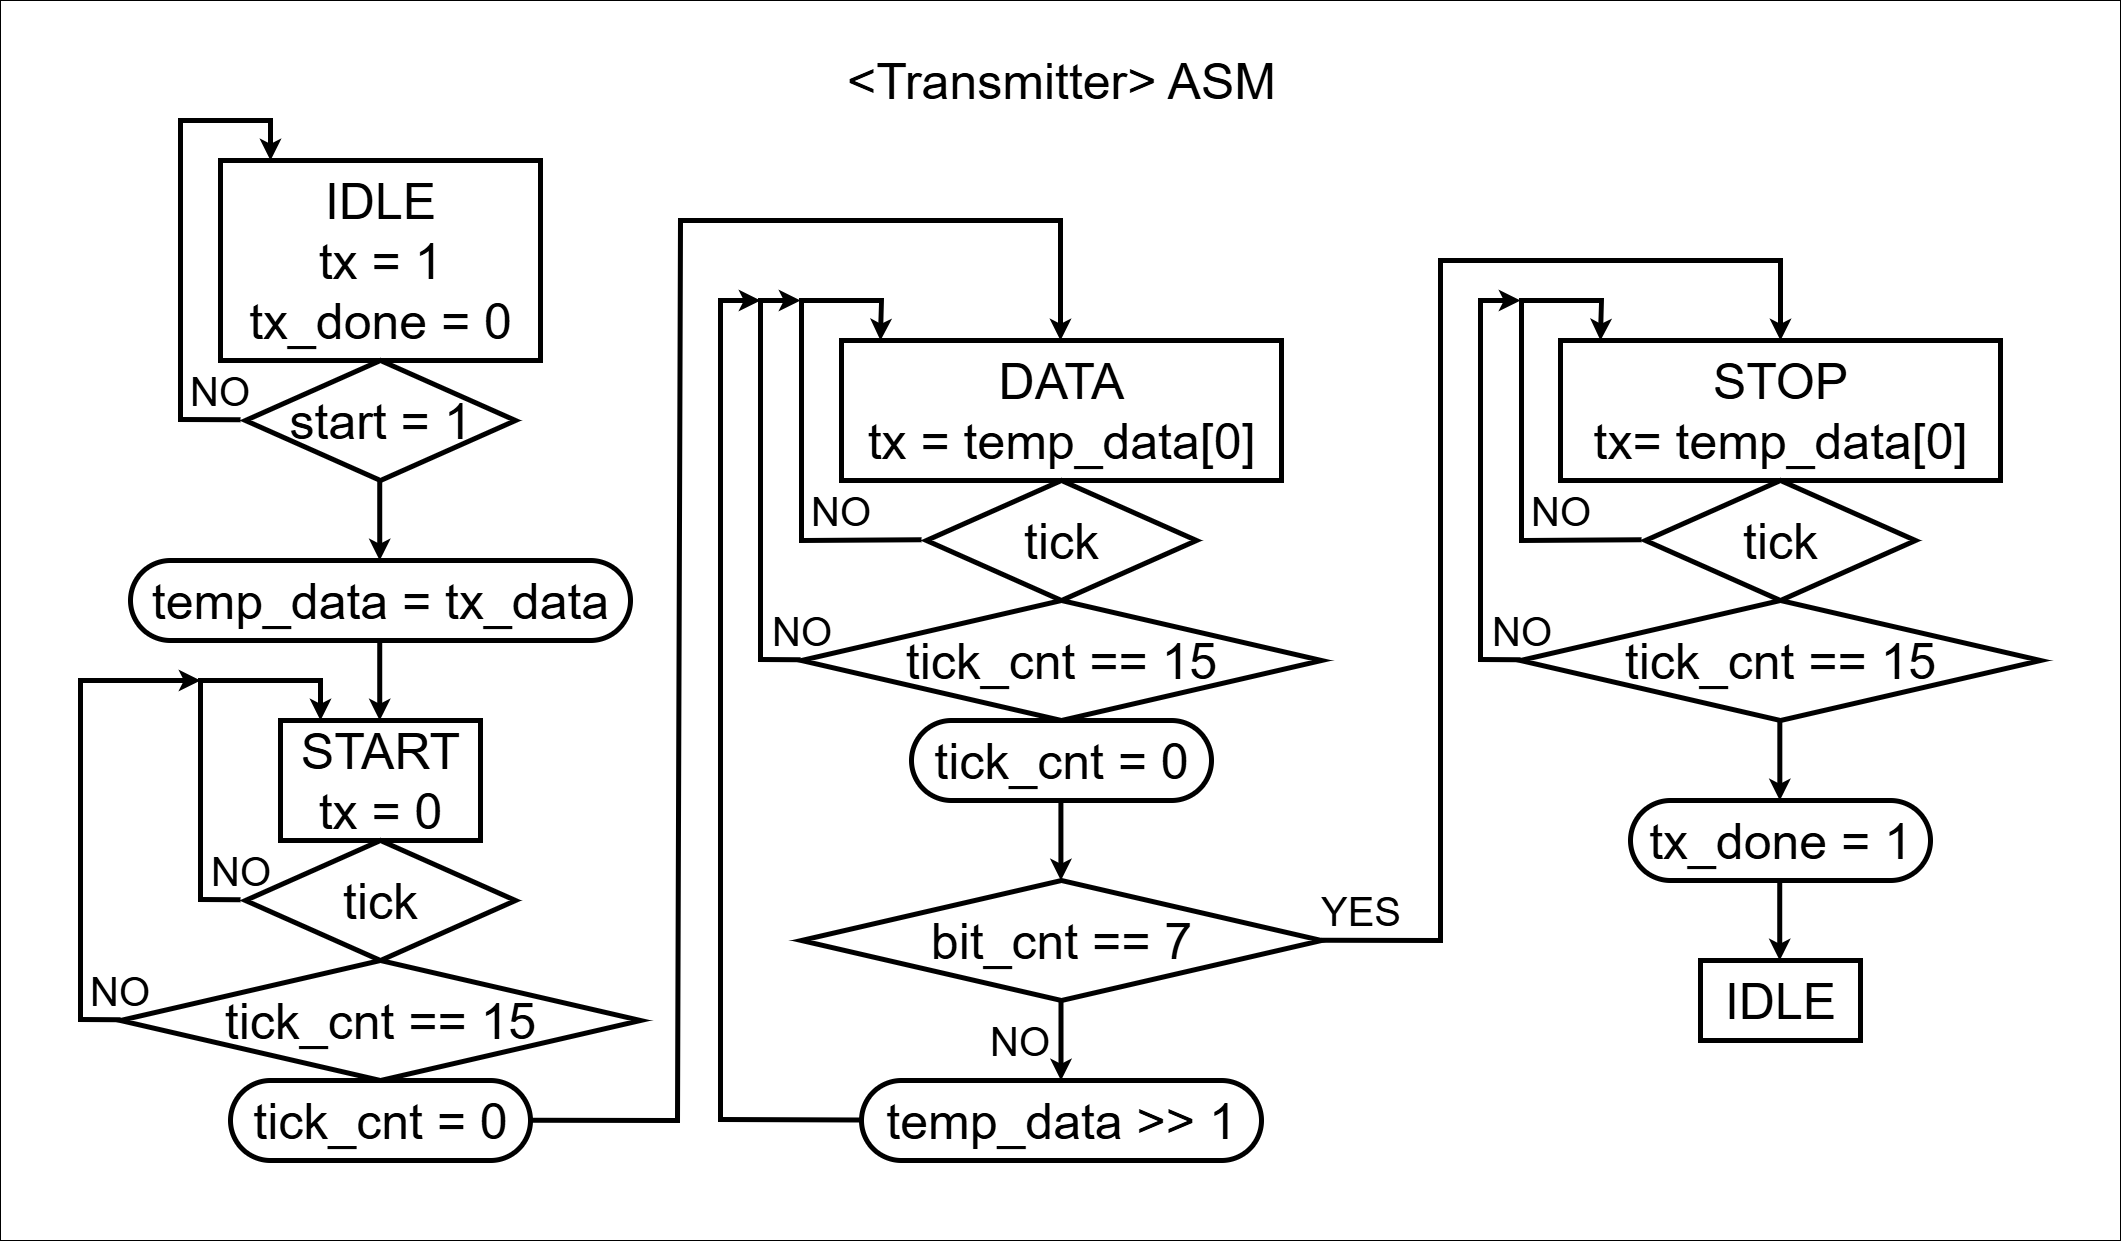 <Transmitter> ASM
IDLE
tx = 1
tx_done = 0
NO
start = 1
temp_data = tx_data
START
tx = 0
NO
tick
NO
tick_cnt == 15
tick_cnt = 0
DATA
tx = temp_data[0]
NO
tick
NO
tick_cnt == 15
tick_cnt = 0
bit_cnt == 7
YES
NO
temp_data >> 1
STOP
tx= temp_data[0]
NO
tick
NO
tick_cnt == 15
tx_done = 1
IDLE